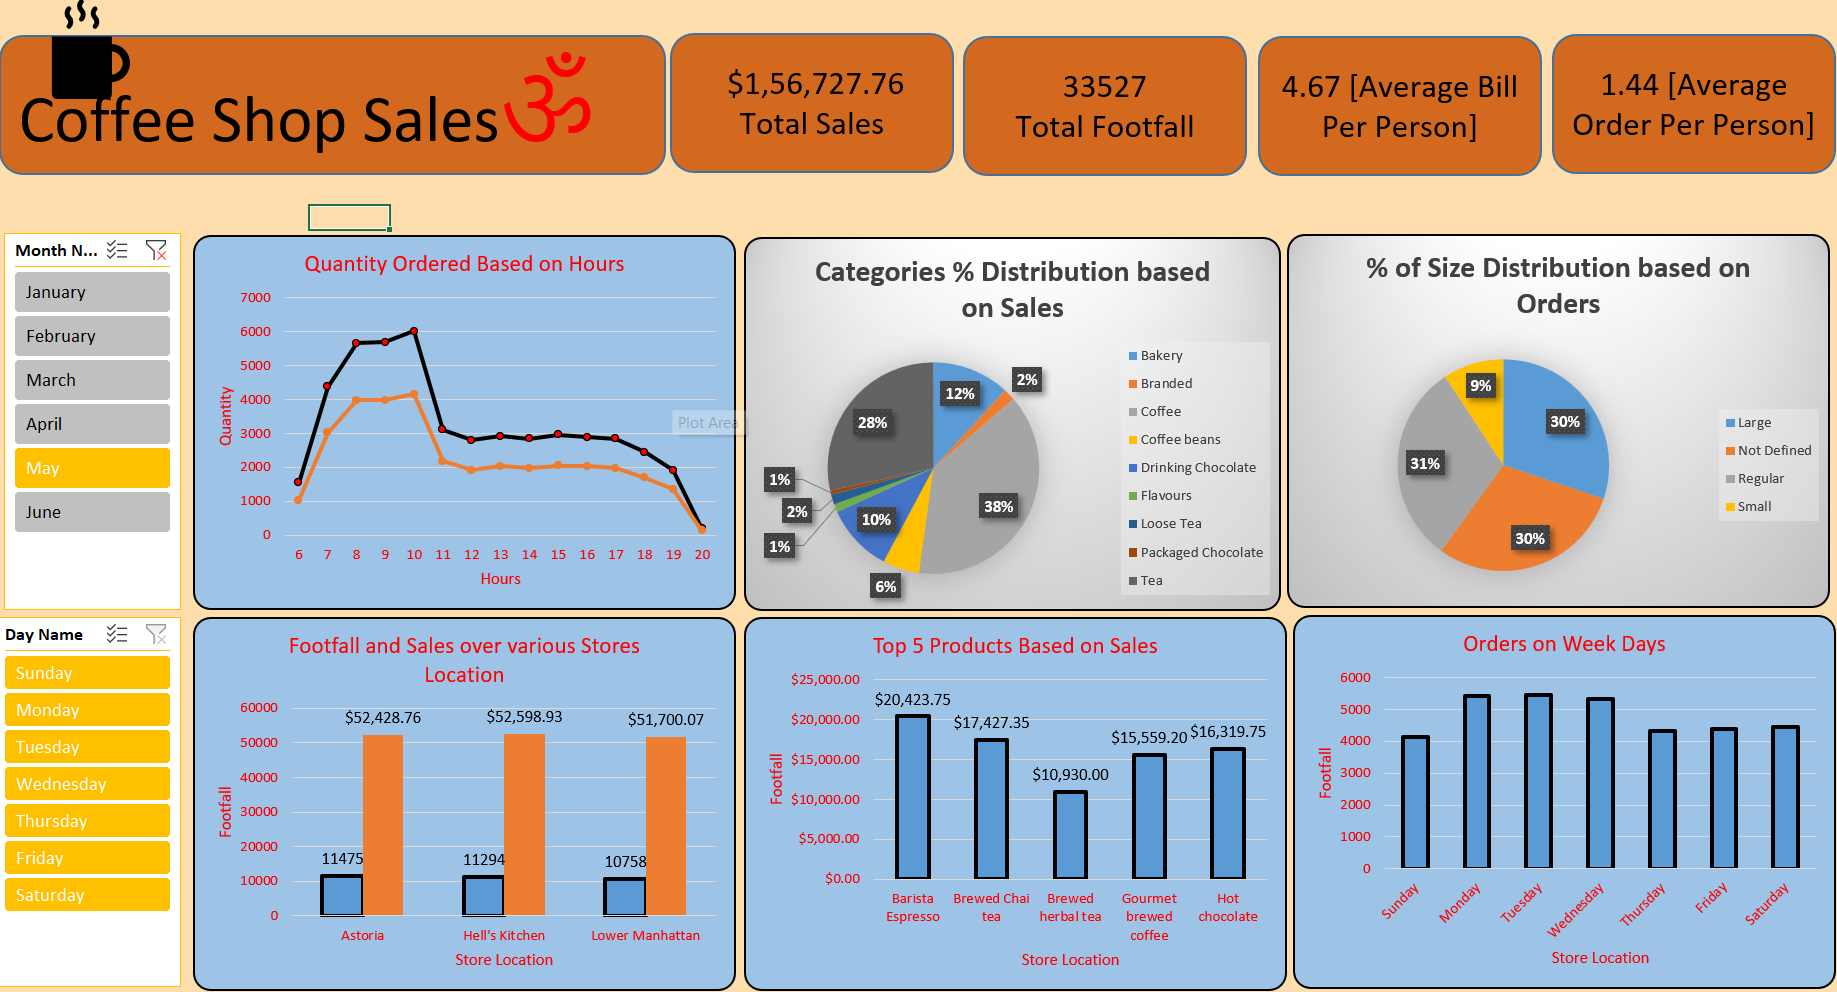 Coffee Shop Sales ॐ
$1,56,727.76
Total Sales
33527
Total Footfall
4.67 [Average Bill
Per Person]
1.44 [Average
Order Per Person]
Month N...
January
February
March
April
May
June
Day Name
Sunday
Monday
Tuesday
Wednesday
Thursday
Friday
Saturday
Quantity Ordered Based on Hours
7000
6000
5000
4000
3000
2000
1000
0
Quantity
6 7 8 9 10 11 12 13 14 15 16 17 18 19 20
Hours
Plot Area
Categories % Distribution based
on Sales
12%
2%
38%
6%
10%
1%
2%
1%
28%
Bakery
Branded
Coffee
Coffee beans
Drinking Chocolate
Flavours
Loose Tea
Packaged Chocolate
Tea
% of Size Distribution based on
Orders
30%
30%
31%
9%
Large
Not Defined
Regular
Small
Footfall and Sales over various Stores
Location
60000
50000
40000
30000
20000
10000
0
Footfall
$52,428.76
$52,598.93
$51,700.07
11475
11294
10758
Astoria
Hell's Kitchen
Lower Manhattan
Store Location
Top 5 Products Based on Sales
$25,000.00
$20,000.00
$15,000.00
$10,000.00
$5,000.00
$0.00
Footfall
$20,423.75
$17,427.35
$10,930.00
$15,559.20
$16,319.75
Barista
Espresso
Brewed Chai
tea
Brewed
herbal tea
Gourmet
brewed
coffee
Hot
chocolate
Store Location
Orders on Week Days
6000
5000
4000
3000
2000
1000
0
Footfall
Sunday
Monday
Tuesday
Wednesday
Thursday
Friday
Saturday
Store Location